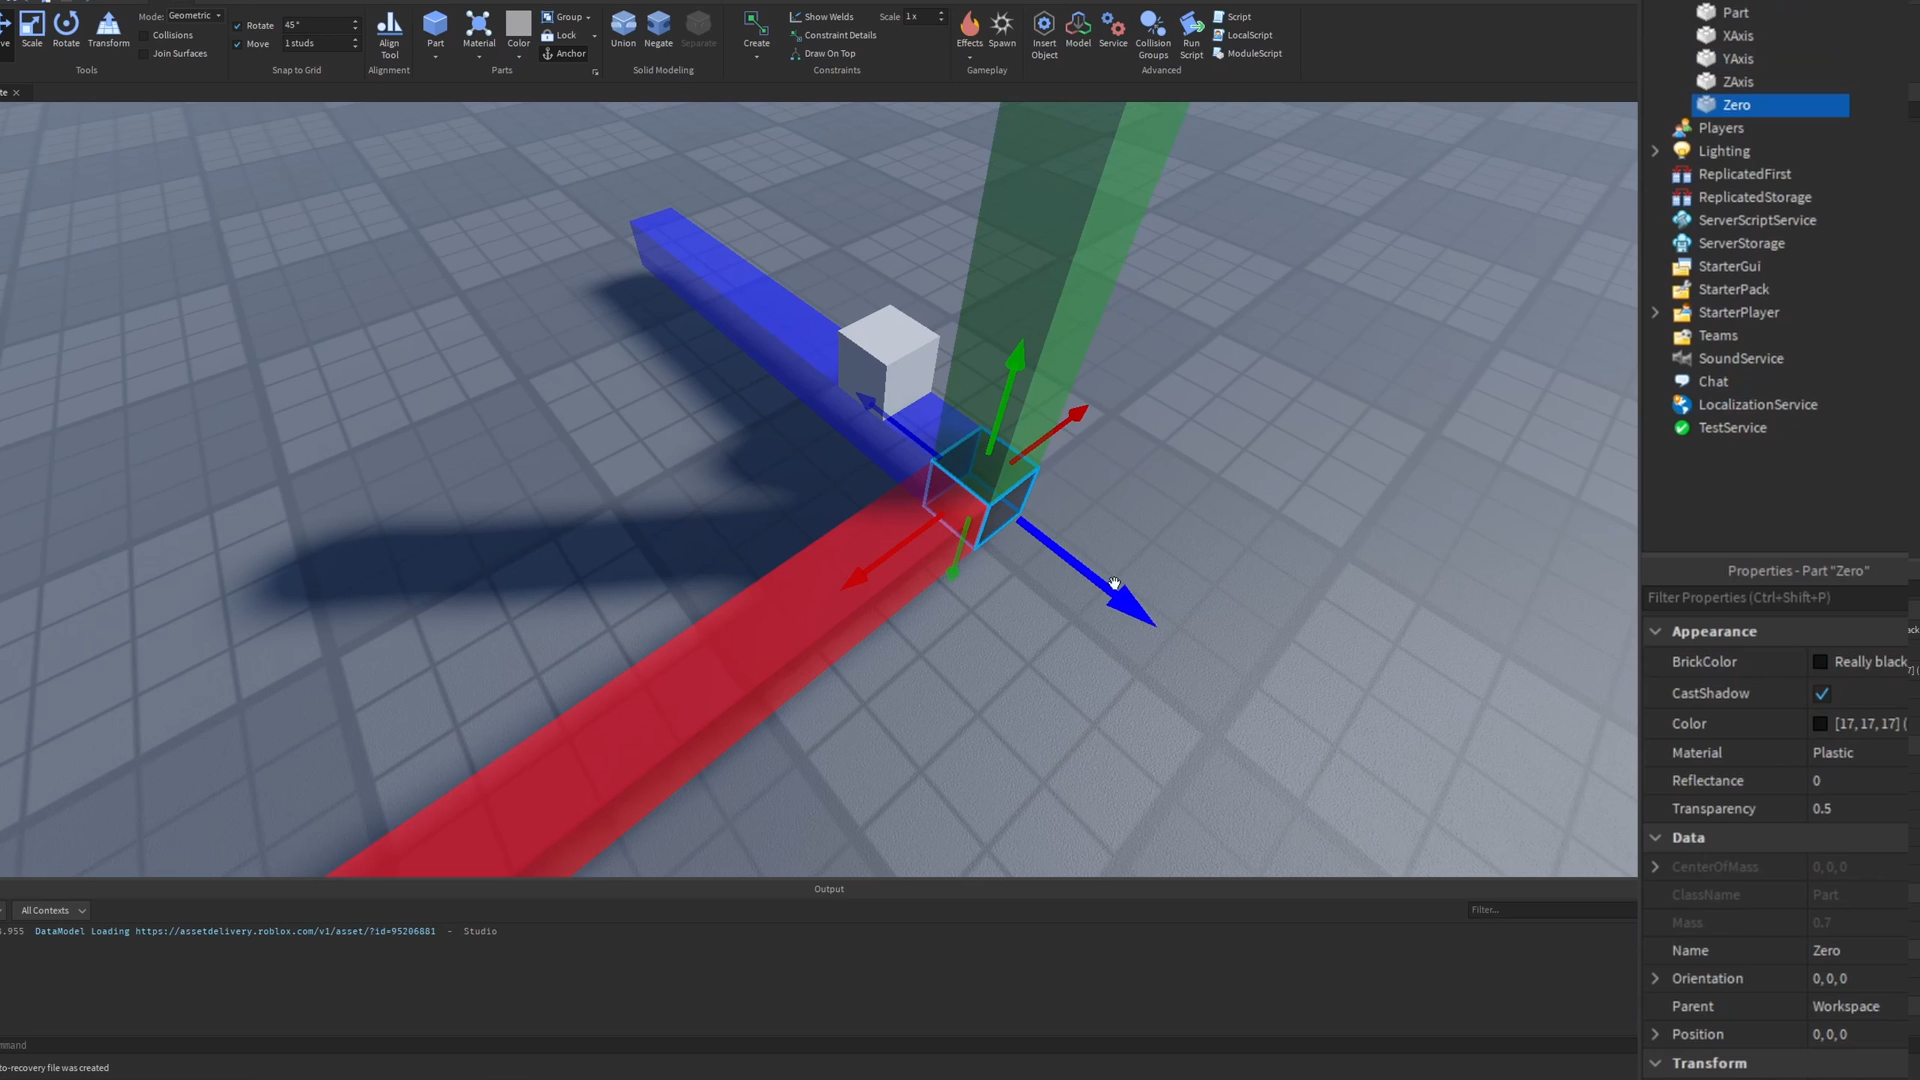 Mode: Geometric
Collisions
Join Surfaces
Scale
Rotate
Transform
Tools
Rotate 45°
Move 1 studs
Snap to Grid
Align Tool
Alignment
Part
Material
Color
Group
Lock
Anchor
Parts
Union
Negate
Separate
Solid Modeling
Create
Show Welds
Scale 1x
Constraint Details
Draw On Top
Constraints
Effects
Spawn
Gameplay
Insert Object
Model
Service
Collision Groups
Run Script
Script
LocalScript
ModuleScript
Advanced
Part
XAxis
YAxis
ZAxis
Zero
Players
Lighting
ReplicatedFirst
ReplicatedStorage
ServerScriptService
ServerStorage
StarterGui
StarterPack
StarterPlayer
Teams
SoundService
Chat
LocalizationService
TestService
Properties - Part "Zero"
Filter Properties (Ctrl+Shift+P)
Appearance
BrickColor Really black
CastShadow
Color [17, 17, 17] (
Material Plastic
Reflectance 0
Transparency 0.5
Data
CenterOfMass 0, 0, 0
ClassName Part
Mass 0.7
Name Zero
Orientation 0, 0, 0
Parent Workspace
Position 0, 0, 0
Transform
Output
All Contexts
Filter...
.955 DataModel Loading https://assetdelivery.roblox.com/v1/asset/?id=95206881 - Studio
mmand
to-recovery file was created